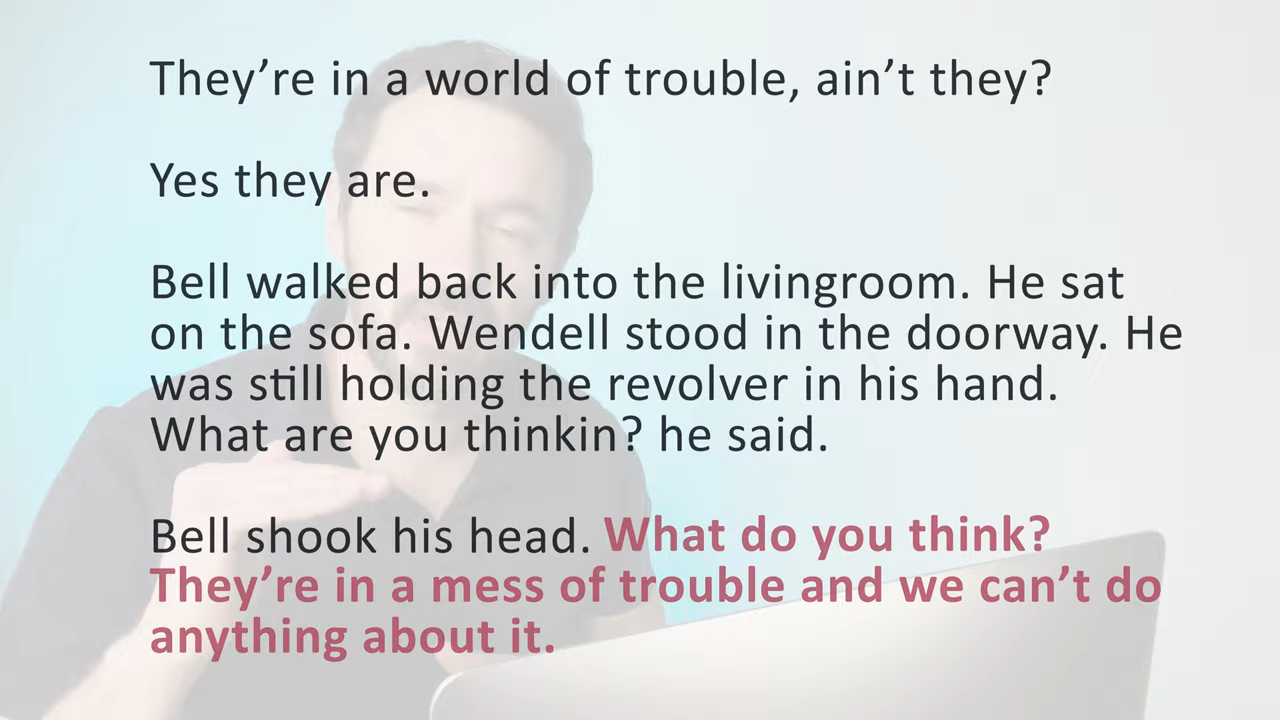 They’re in a world of trouble, ain’t they?
Yes they are.
Bell walked back into the livingroom. He sat
on the sofa. Wendell stood in the doorway. He
was still holding the revolver in his hand.
What are you thinkin? he said.
Bell shook his head. What do you think?
They’re in a mess of trouble and we can’t do
anything about it.